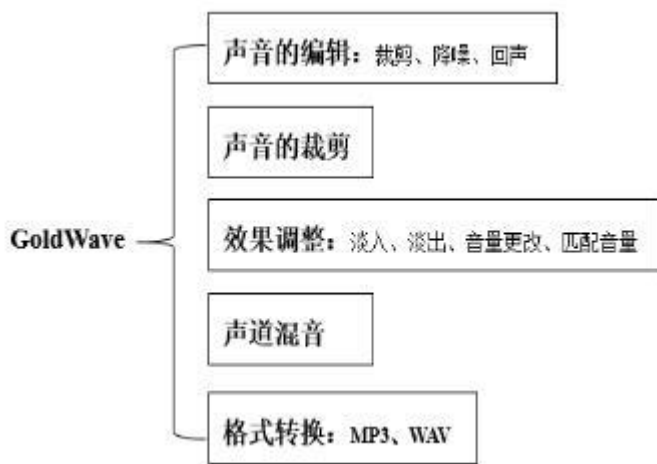 声音的编辑：裁剪、降噪、回声
声音的裁剪
GoldWave
效果调整：淡入、淡出、音量更改、匹配音量
声道混音
格式转换：MP3、WAV